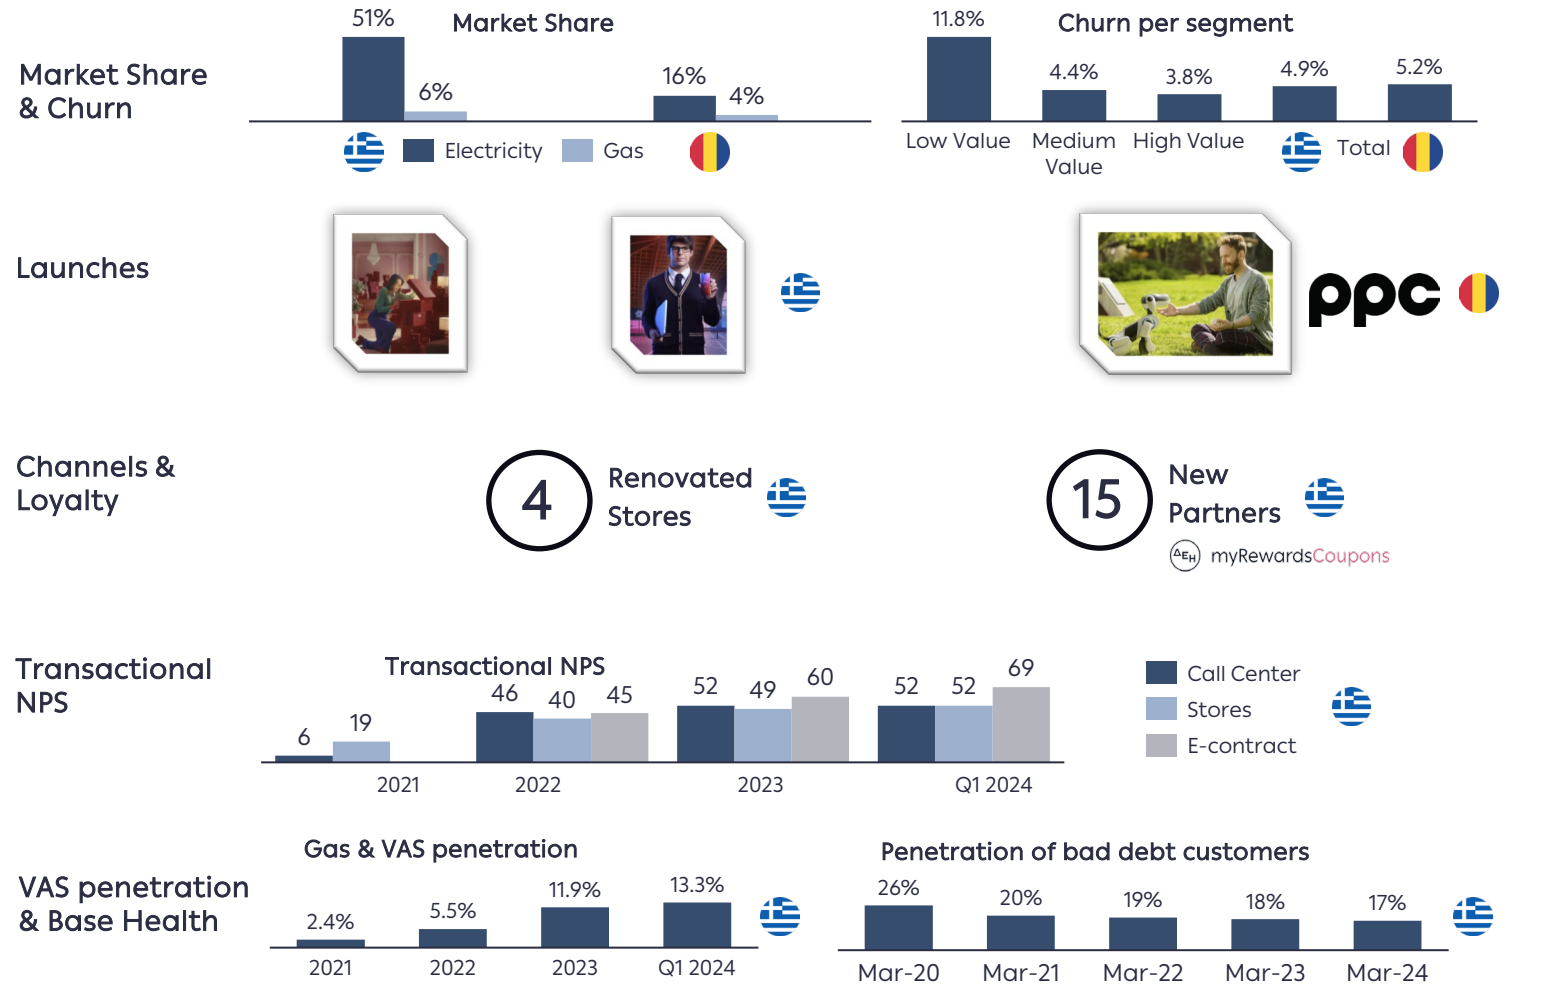 Market Share
& Churn
Market Share
51%
6%
16%
4%
Electricity
Gas
Churn per segment
11.8%
4.4%
3.8%
4.9%
5.2%
Low Value
Medium
Value
High Value
Total
Launches
ppc
Channels &
Loyalty
4
Renovated
Stores
15
New
Partners
ΔΕΗ myRewardsCoupons
Transactional
NPS
Transactional NPS
6
19
46
40
45
52
49
60
52
52
69
2021
2022
2023
Q1 2024
Call Center
Stores
E-contract
VAS penetration
& Base Health
Gas & VAS penetration
2.4%
5.5%
11.9%
13.3%
2021
2022
2023
Q1 2024
Penetration of bad debt customers
26%
20%
19%
18%
17%
Mar-20
Mar-21
Mar-22
Mar-23
Mar-24